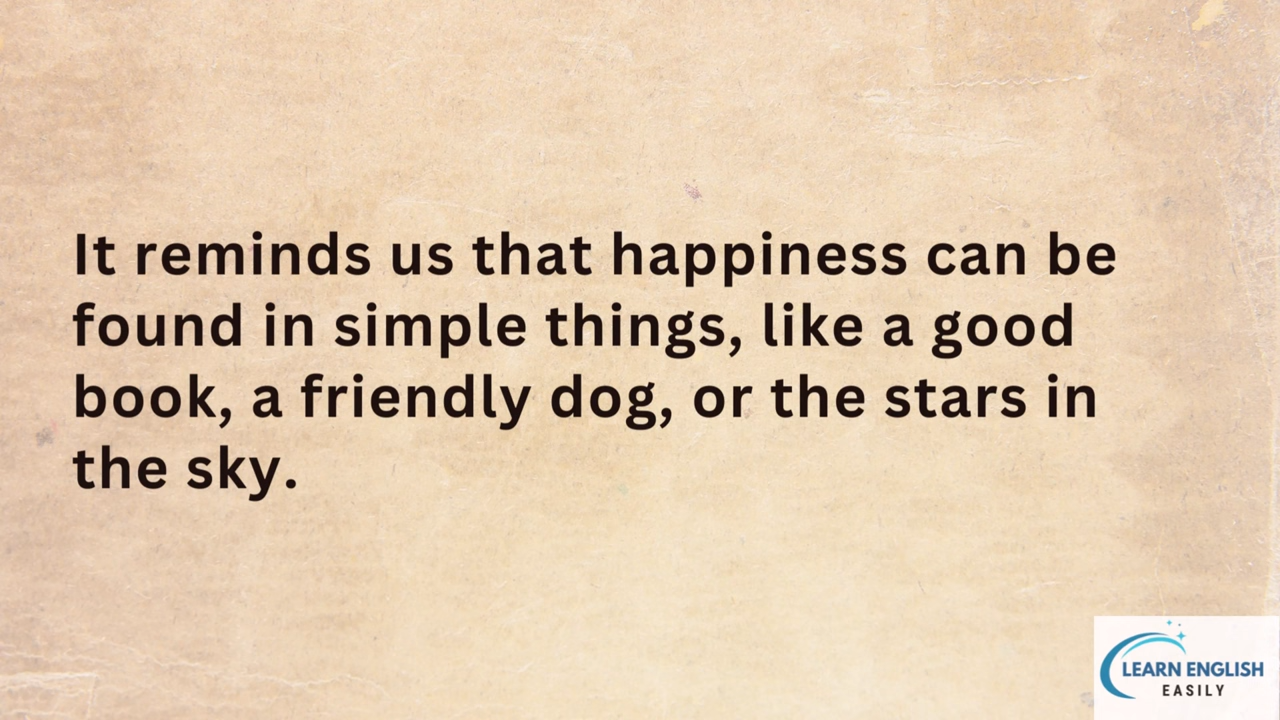 It reminds us that happiness can be
found in simple things, like a good
book, a friendly dog, or the stars in
the sky.
LEARN ENGLISH
EASILY